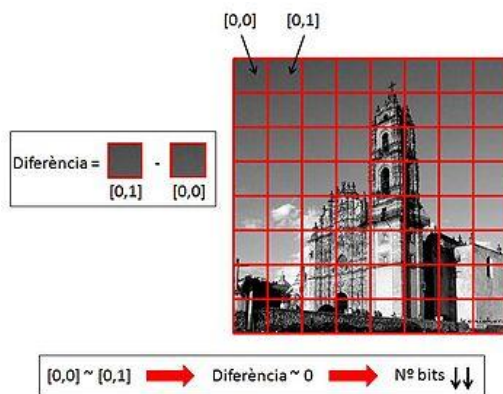 [0,0] [0,1]
Diferència = -
[0,1] [0,0]
[0,0] ~ [0,1] Diferència ~ 0 Nº bits ↓↓